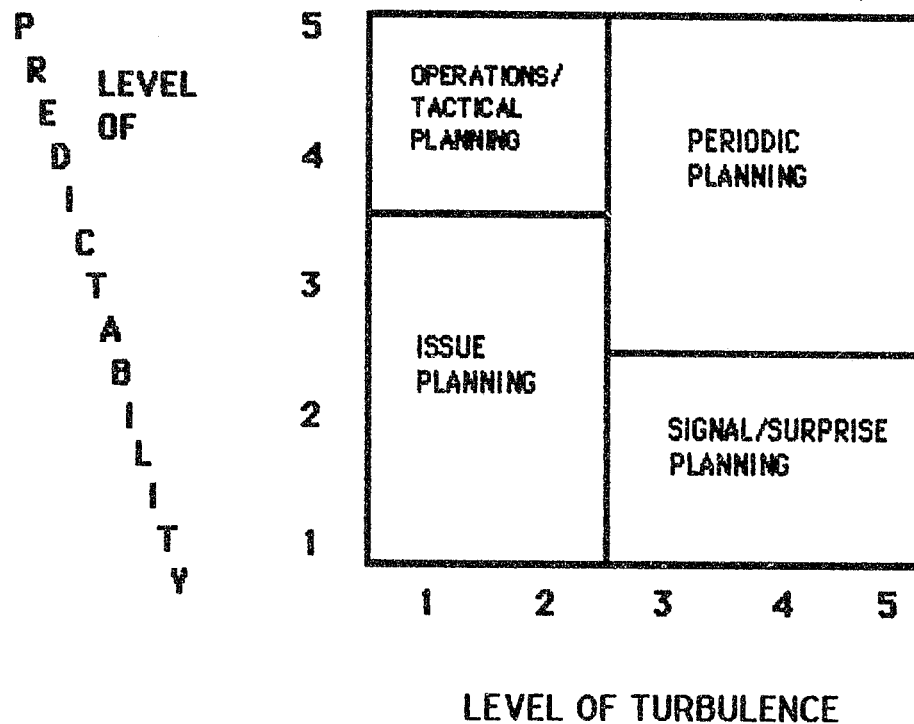 PREDICTABILITY
LEVEL
OF
5
4
3
2
1
OPERATIONS/
TACTICAL
PLANNING
PERIODIC
PLANNING
ISSUE
PLANNING
SIGNAL/SURPRISE
PLANNING
1 2 3 4 5
LEVEL OF TURBULENCE